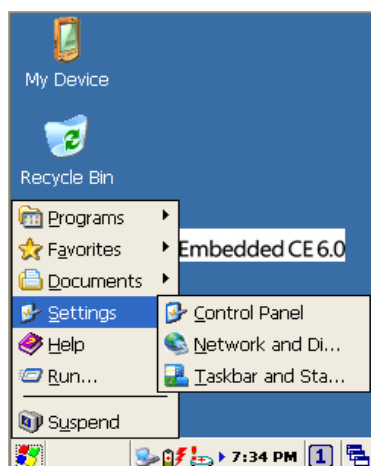 My Device
Recycle Bin
Programs
Favorites
Embedded CE 6.0
Documents
Settings
Control Panel
Help
Network and Di...
Run...
Taskbar and Sta...
Suspend
7:34 PM 1